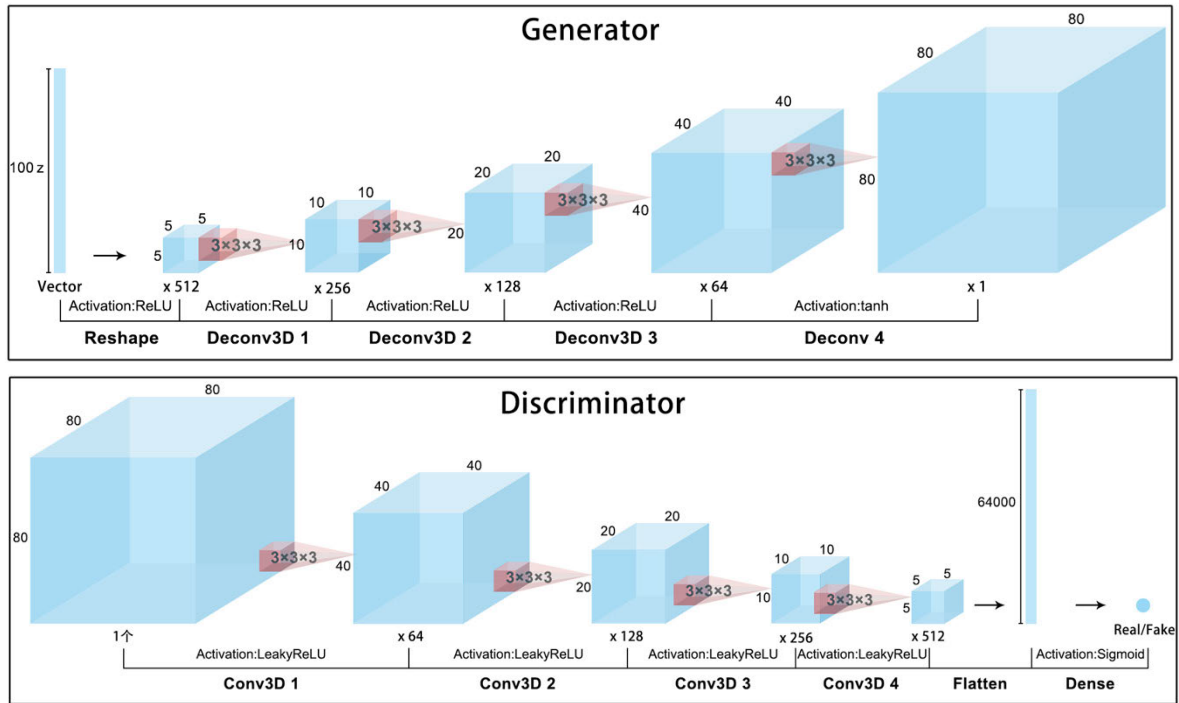 Generator
100 z
Vector
5 5 5
3×3×3
x 512
10 10 10
3×3×3
x 256
20 20 20
3×3×3
x 128
40 40 40
3×3×3
x 64
80 80 80
x 1
Activation:ReLU Activation:ReLU Activation:ReLU Activation:ReLU Activation:tanh
Reshape Deconv3D 1 Deconv3D 2 Deconv3D 3 Deconv 4
Discriminator
80 80 80
3×3×3
1个
40 40 40
3×3×3
x 64
20 20 20
3×3×3
x 128
10 10 10
3×3×3
x 256
5 5 5
x 512
64000
Real/Fake
Activation:LeakyReLU Activation:LeakyReLU Activation:LeakyReLU Activation:LeakyReLU Activation:Sigmoid
Conv3D 1 Conv3D 2 Conv3D 3 Conv3D 4 Flatten Dense